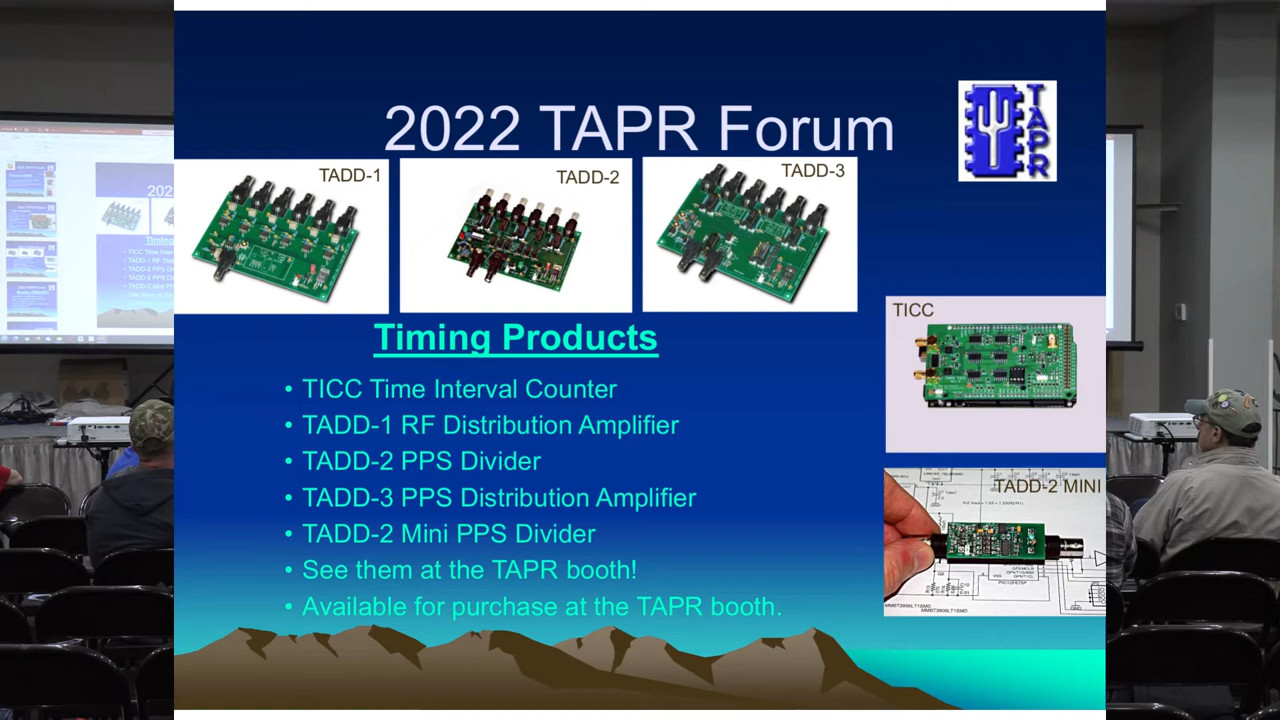 2022 TAPR Forum
TAPR
TADD-1
TADD-2
TADD-3
Timing Products
• TICC Time Interval Counter
• TADD-1 RF Distribution Amplifier
• TADD-2 PPS Divider
• TADD-3 PPS Distribution Amplifier
• TADD-2 Mini PPS Divider
• See them at the TAPR booth!
• Available for purchase at the TAPR booth.
TICC
TADD-2 MINI